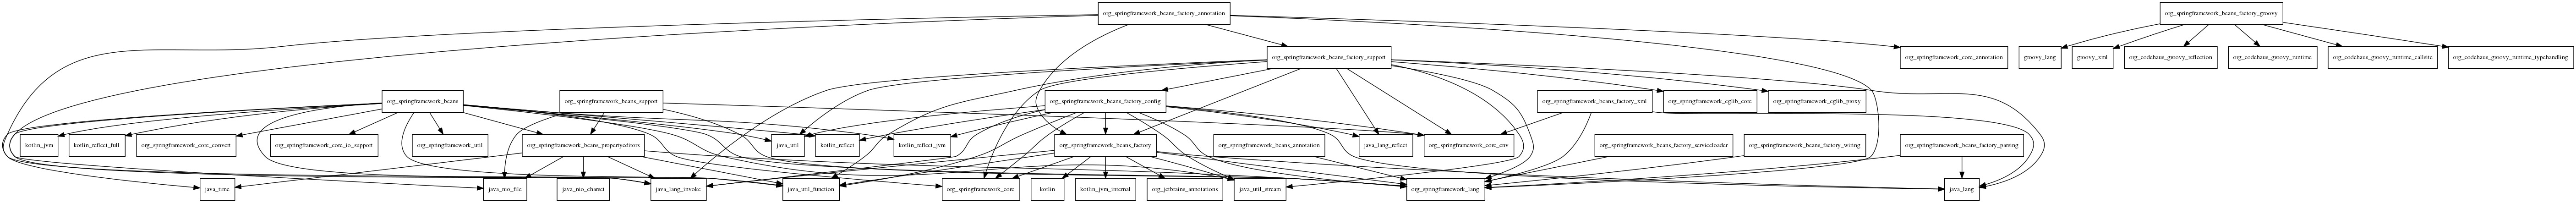 org_springframework_beans_factory_annotation
org_springframework_beans_factory_groovy
org_springframework_beans_factory_support
org_springframework_core_annotation
groovy_lang
groovy_xml
org_codehaus_groovy_reflection
org_codehaus_groovy_runtime
org_codehaus_groovy_runtime_callsite
org_codehaus_groovy_runtime_typehandling
org_springframework_beans
org_springframework_beans_support
org_springframework_beans_factory_config
org_springframework_beans_factory_xml
org_springframework_cglib_core
org_springframework_cglib_proxy
kotlin_jvm
kotlin_reflect_full
org_springframework_core_convert
org_springframework_core_io_support
org_springframework_util
org_springframework_beans_propertyeditors
java_util
kotlin_reflect
kotlin_reflect_jvm
org_springframework_beans_factory
org_springframework_beans_annotation
java_lang_reflect
org_springframework_core_env
org_springframework_beans_factory_serviceloader
org_springframework_beans_factory_wiring
org_springframework_beans_factory_parsing
java_time
java_nio_file
java_nio_charset
java_lang_invoke
java_util_function
org_springframework_core
kotlin
kotlin_jvm_internal
org_jetbrains_annotations
java_util_stream
org_springframework_lang
java_lang